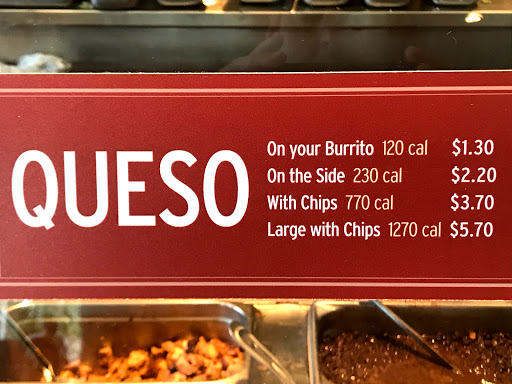 QUESO
On your Burrito 120 cal $1.30
On the Side 230 cal $2.20
With Chips 770 cal $3.70
Large with Chips 1270 cal $5.70